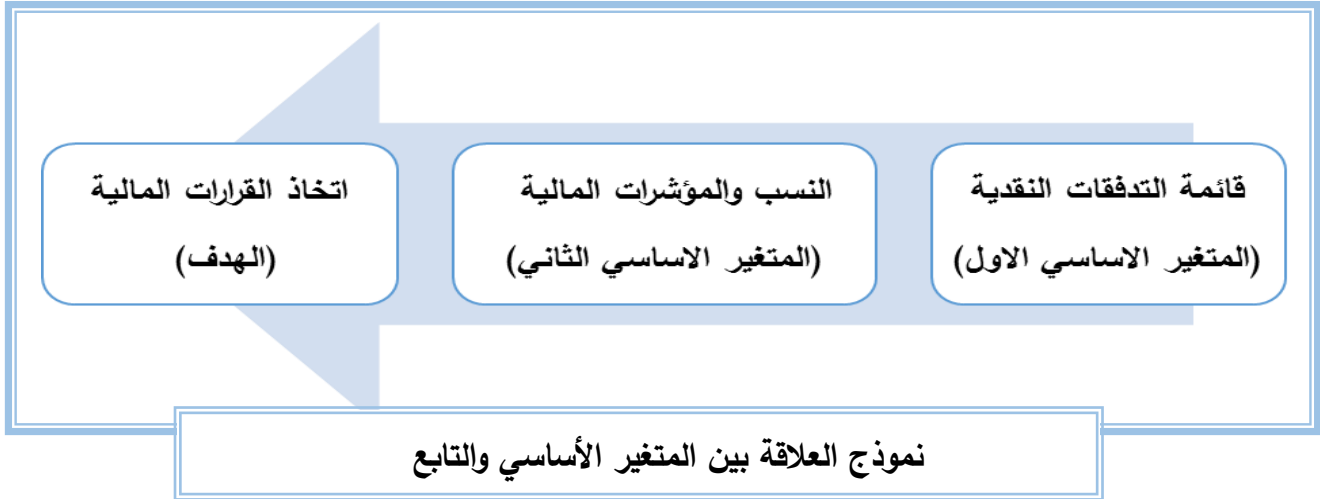 قائمة التدفقات النقدية
(المتغير الاساسي الاول)
النسب والمؤشرات المالية
(المتغير الاساسي الثاني)
اتخاذ القرارات المالية
(الهدف)
نموذج العلاقة بين المتغير الأساسي والتابع